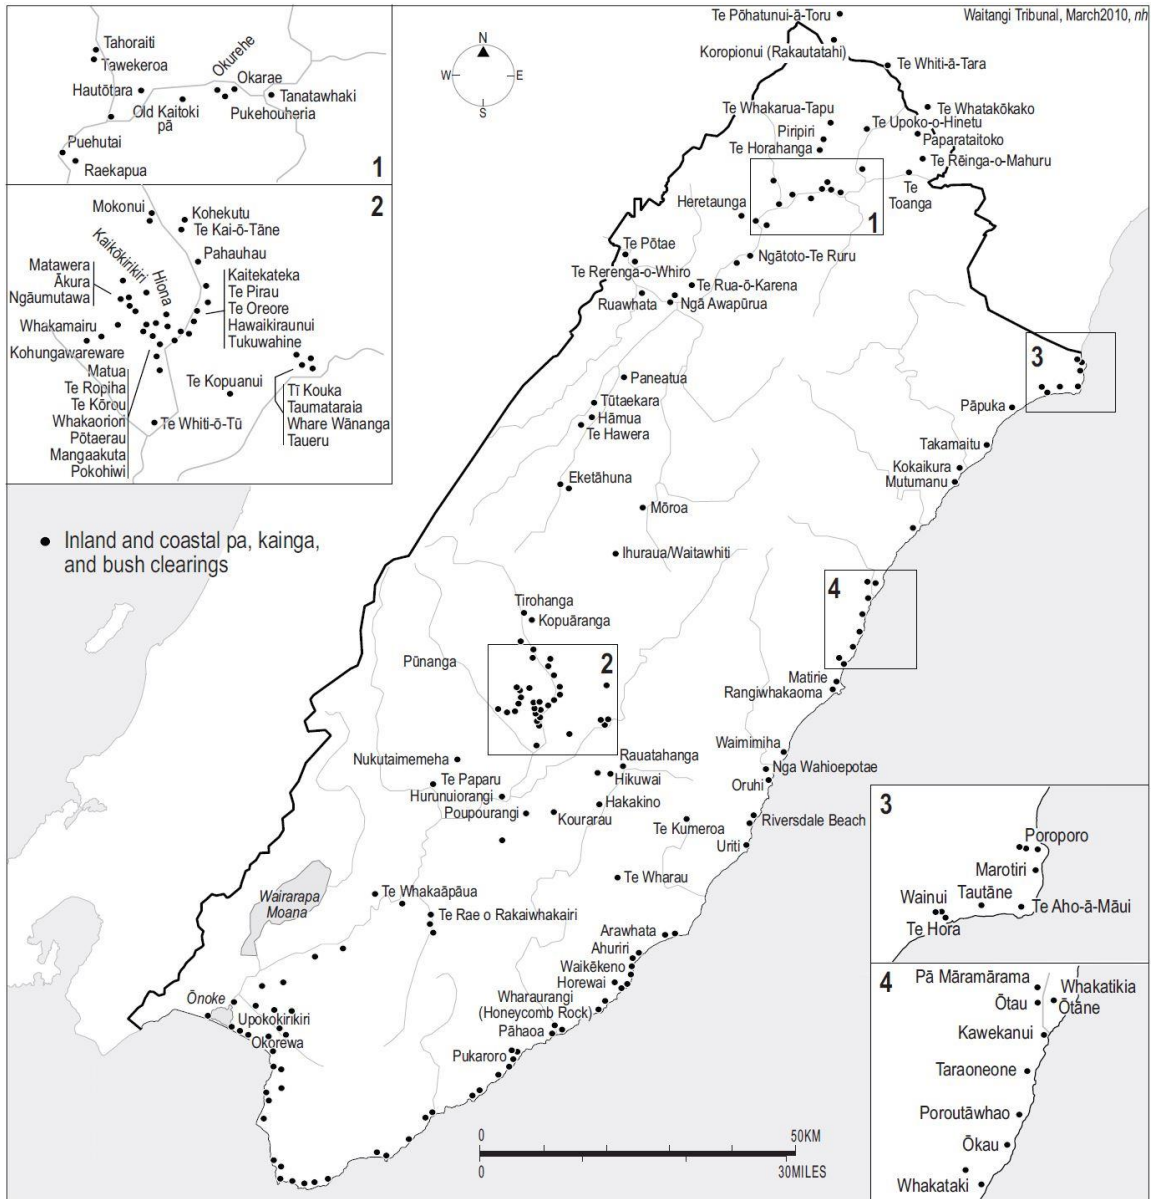 Waitangi Tribunal, March2010, nh
Te Pōhatunui-ā-Toru
Koropionui (Rakautatahi)
Te Whiti-ā-Tara
N
W
E
S
Te Whakarua-Tapu
Te Whatakōkako
Te Upoko-o-Hinetu
Piripiri
Paparataitoko
Te Horahanga
Te Rēinga-o-Mahuru
Te
Toanga
Heretaunga
1
Te Pōtae
Ngātoto-Te Ruru
Te Rerenga-o-Whiro
Te Rua-ō-Karena
Ruawhata
Ngā Awapūrua
3
Paneatua
Tūtaekara
Hāmua
Te Hawera
Pāpuka
Takamaitu
Kokaikura
Mutumanu
Eketāhuna
Mōroa
Ihuraua/Waitawhiti
4
Tirohanga
Kopuāranga
Pūnanga
2
Matirie
Rangiwhakaoma
Waimimiha
Nukutaimemeha
Rauatahanga
Nga Wahioepotae
Te Paparu
Hikuwai
Oruhi
Hurunuiorangi
Hakakino
Poupourangi
Kourarau
Te Kumeroa
Riversdale Beach
Uriti
Te Wharau
Te Whakaāpāua
Wairarapa
Moana
Te Rae o Rakaiwhakairi
Arawhata
Ahuriri
Waikēkeno
Horewai
Ōnoke
Wharaurangi
(Honeycomb Rock)
Upokokirikiri
Pāhaoa
Okorewa
Pukaroro
0
50KM
0
30MILES
Inland and coastal pa, kainga,
and bush clearings
Tahoraiti
Tawekeroa
Okurehe
Hautōtara
Okarae
Tanatawhaki
Old Kaitoki
pā
Pukehouheria
Puehutai
Raekapua
1
2
Mokonui
Kohekutu
Te Kai-ō-Tāne
Kaikōkirikiri
Pahauhau
Hiona
Matawera
Ākura
Ngāumutawa
Kaitekateka
Te Pirau
Te Oreore
Hawaikiraunui
Tukuwahine
Whakamairu
Kohungawareware
Matua
Te Ropiha
Te Kōrou
Whakaoriori
Pōtaerau
Mangaakuta
Pokohiwi
Te Kopuanui
Te Whiti-ō-Tū
Tī Kouka
Taumataraia
Whare Wānanga
Taueru
3
Poroporo
Marotiri
Tautāne
Wainui
Te Aho-ā-Māui
Te Hora
4
Pā Māramārama
Whakatikia
Ōtau
Ōtāne
Kawekanui
Taraoneone
Poroutāwhao
Ōkau
Whakataki